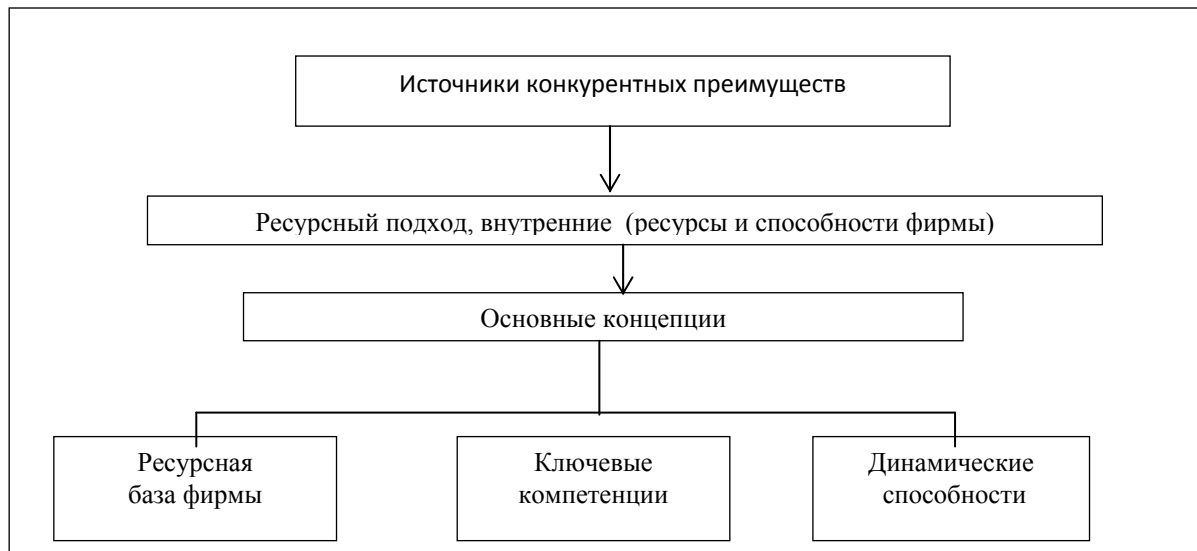 Источники конкурентных преимуществ
Ресурсный подход, внутренние (ресурсы и способности фирмы)
Основные концепции
Ресурсная
база фирмы
Ключевые
компетенции
Динамические
способности